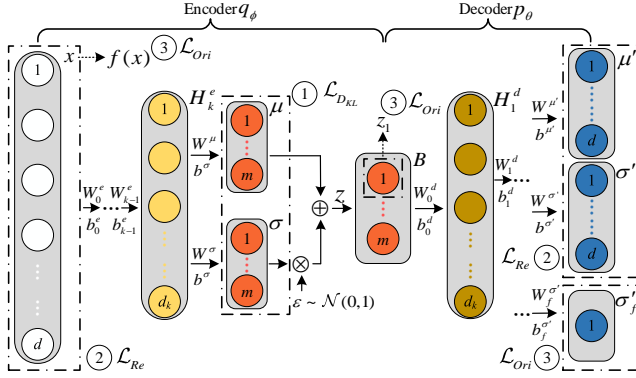 Encoder q_ϕ
Decoder p_θ
x
f(x)
③ ℒ_Ori
1
d
② ℒ_Re
W_0^e W_{k-1}^e
b_0^e b_{k-1}^e
H_k^e
1
d_k
W^μ
b^σ
W^σ
b^σ
① ℒ_{D_KL}
μ
1
m
σ
1
m
⊕
⊗
ε ~ 𝒩(0,1)
z
③ ℒ_Ori
z_1
B
1
m
W_0^d
b_0^d
H_1^d
1
d_k
W_1^d
b_1^d
...
W^{μ'}
b^{μ'}
μ'
1
d
...
W^{σ'}
b^{σ'}
σ'
1
d
ℒ_Re ②
...
W_f^{σ'}
b_f^{σ'}
σ'_f
1
ℒ_Ori ③